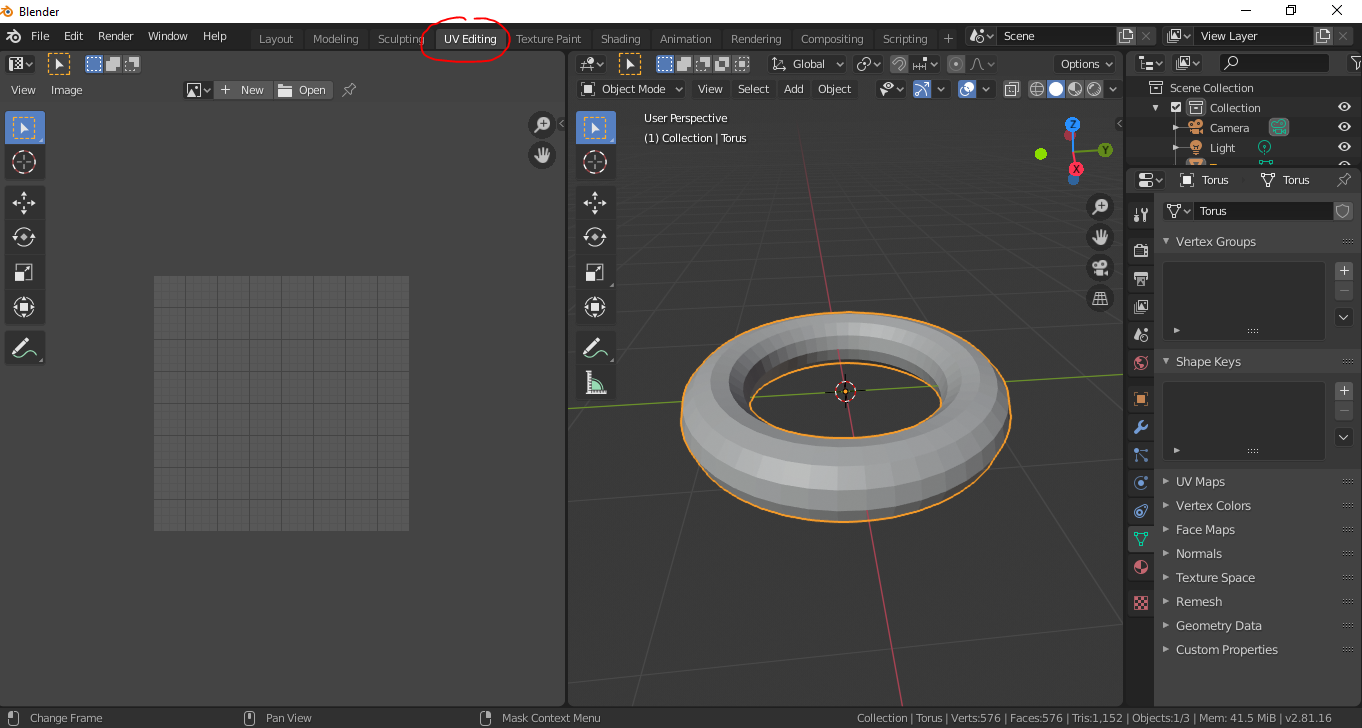 Blender
File Edit Render Window Help Layout Modeling Sculpting UV Editing Texture Paint Shading Animation Rendering Compositing Scripting + Scene View Layer
Global Options
View Image + New Open Object Mode View Select Add Object
User Perspective
(1) Collection | Torus
Z
Y
X
Scene Collection
Collection
Camera
Light
Torus Torus
Torus
Vertex Groups
Shape Keys
UV Maps
Vertex Colors
Face Maps
Normals
Texture Space
Remesh
Geometry Data
Custom Properties
Change Frame Pan View Mask Context Menu Collection | Torus | Verts:576 | Faces:576 | Tris:1,152 | Objects:1/3 | Mem: 41.5 MiB | v2.81.16